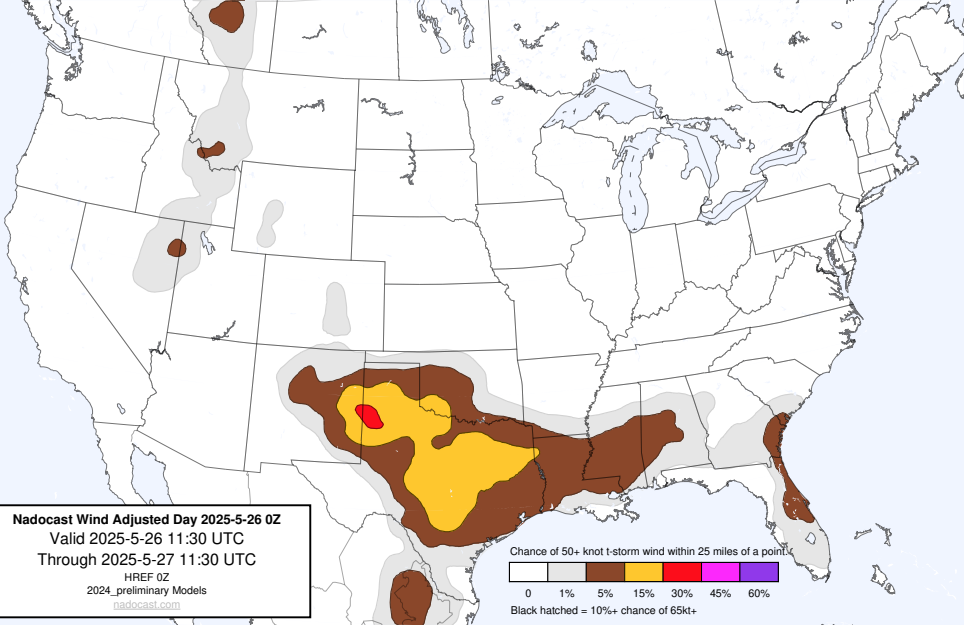 Nadocast Wind Adjusted Day 2025-5-26 0Z
Valid 2025-5-26 11:30 UTC
Through 2025-5-27 11:30 UTC
HREF 0Z
2024_preliminary Models
nadocast.com
Chance of 50+ knot t-storm wind within 25 miles of a point.
0 1% 5% 15% 30% 45% 60%
Black hatched = 10%+ chance of 65kt+